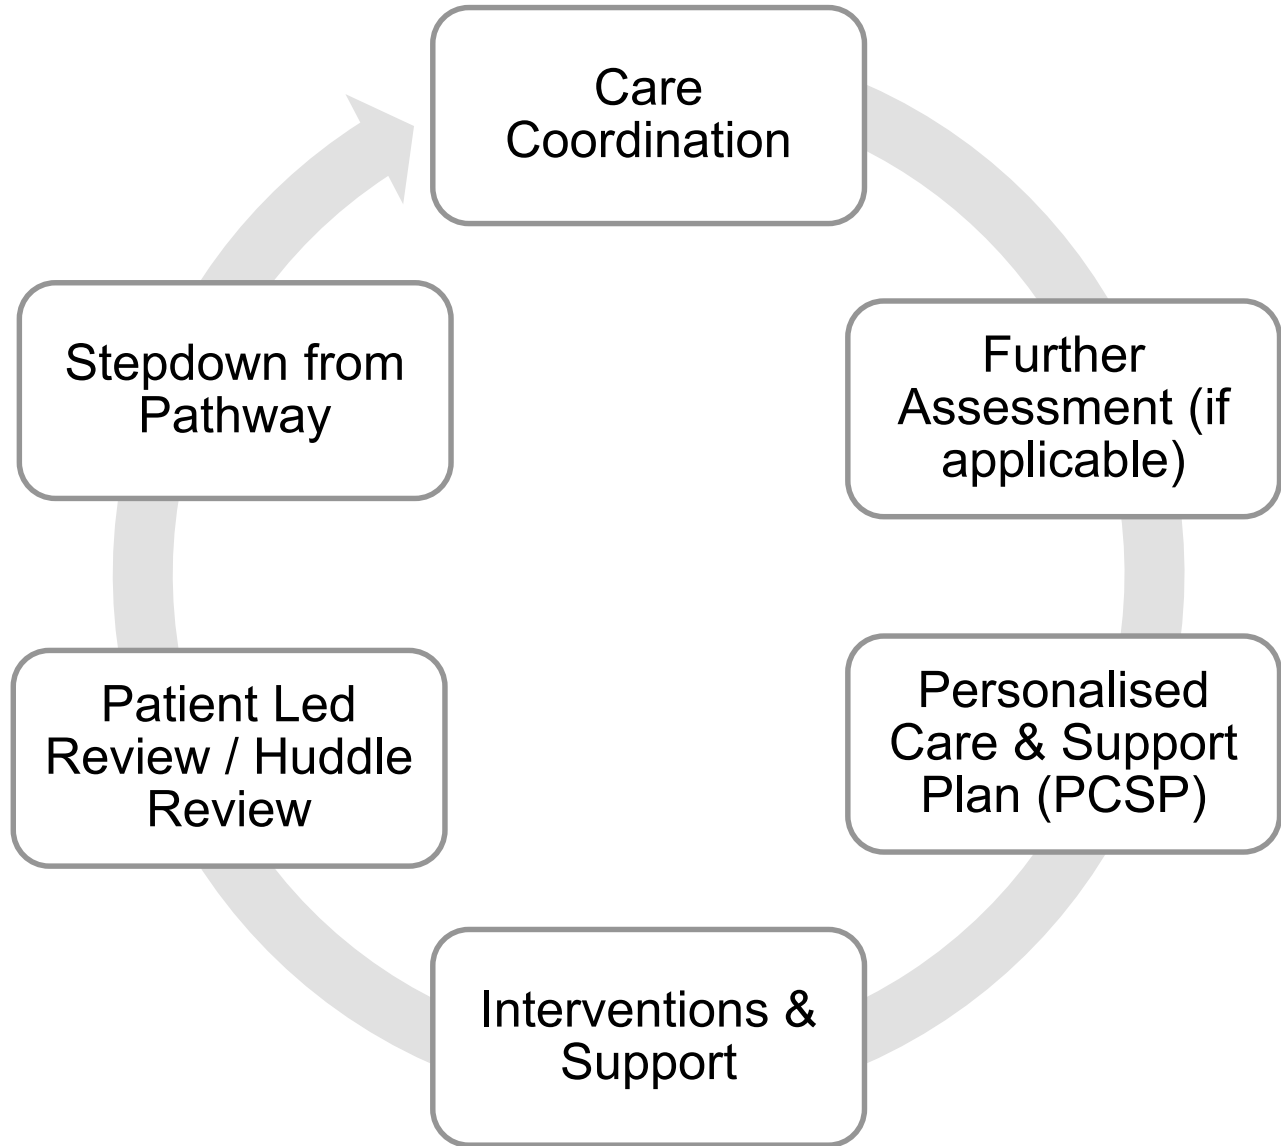 Care
Coordination
Further
Assessment (if
applicable)
Personalised
Care & Support
Plan (PCSP)
Interventions &
Support
Patient Led
Review / Huddle
Review
Stepdown from
Pathway